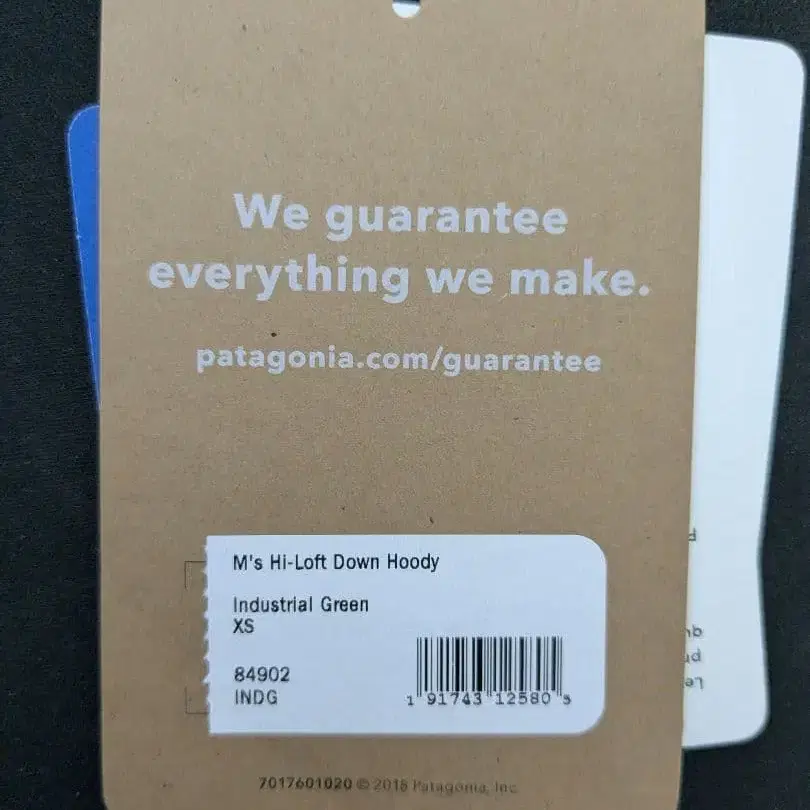 We guarantee
everything we make.
patagonia.com/guarantee
M's Hi-Loft Down Hoody
Industrial Green
XS
84902
INDG
1 91743 12580 5
7017601020 © 2018 Patagonia, Inc.